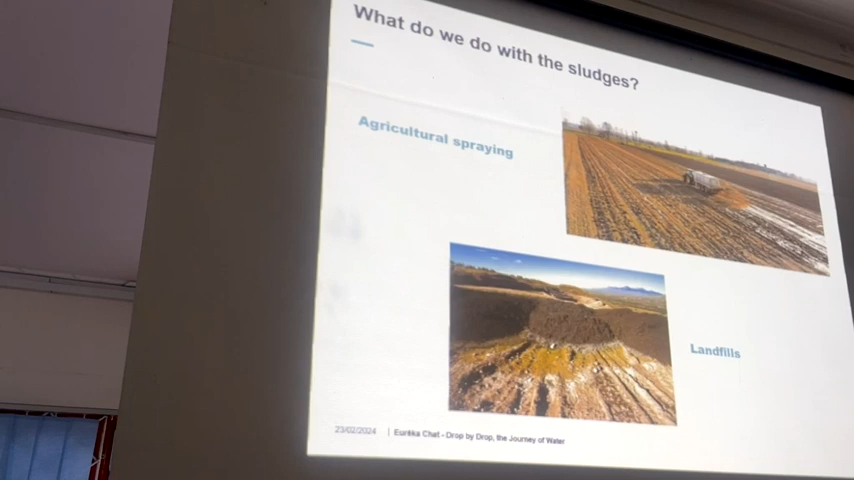 What do we do with the sludges?
Agricultural spraying
Landfills
23/02/2024 | Eurêka Chat - Drop by Drop, the Journey of Water